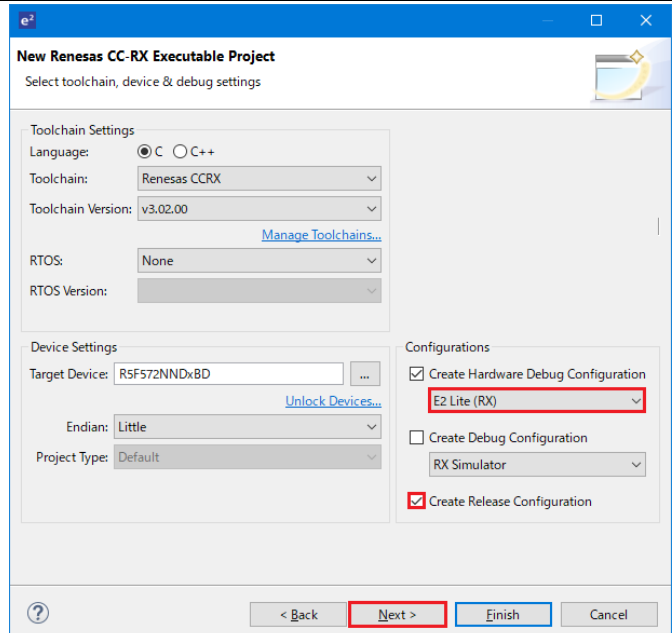 e²
New Renesas CC-RX Executable Project
Select toolchain, device & debug settings
Toolchain Settings
Language: C C++
Toolchain: Renesas CCRX
Toolchain Version: v3.02.00
Manage Toolchains...
RTOS: None
RTOS Version:
Device Settings
Target Device: R5F572NNDxBD ...
Unlock Devices...
Endian: Little
Project Type: Default
Configurations
Create Hardware Debug Configuration
E2 Lite (RX)
Create Debug Configuration
RX Simulator
Create Release Configuration
? < Back Next > Finish Cancel